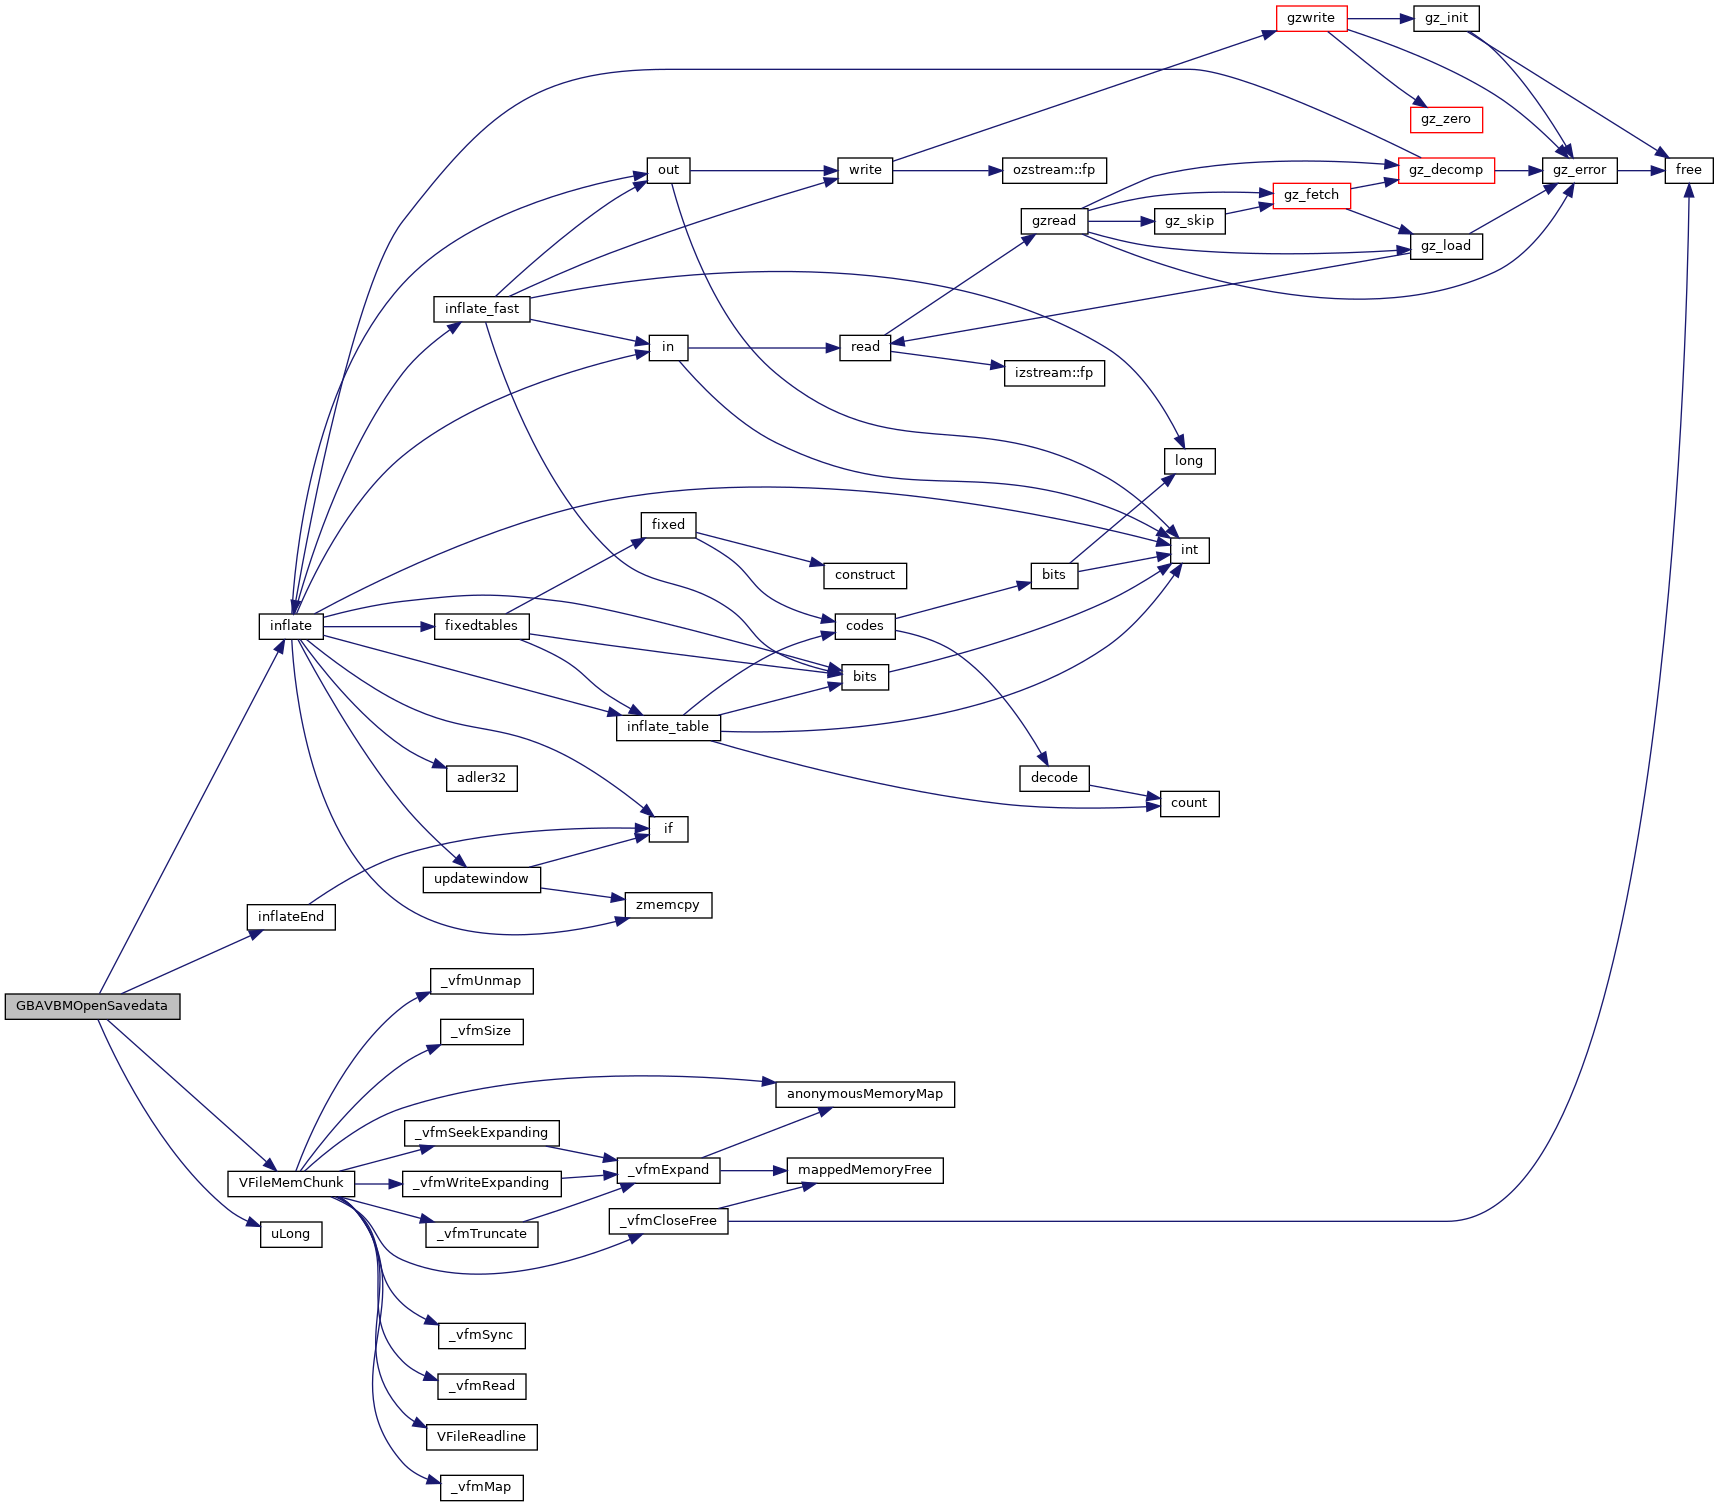 gzwrite
gz_init
gz_zero
out
write
ozstream::fp
gz_decomp
gz_error
free
gz_fetch
gzread
gz_skip
gz_load
inflate_fast
in
read
izstream::fp
long
fixed
int
construct
bits
inflate
fixedtables
codes
bits
inflate_table
adler32
decode
count
if
updatewindow
zmemcpy
inflateEnd
_vfmUnmap
GBAVBMOpenSavedata
_vfmSize
anonymousMemoryMap
_vfmSeekExpanding
_vfmExpand
mappedMemoryFree
VFileMemChunk
_vfmWriteExpanding
_vfmCloseFree
uLong
_vfmTruncate
_vfmSync
_vfmRead
VFileReadline
_vfmMap